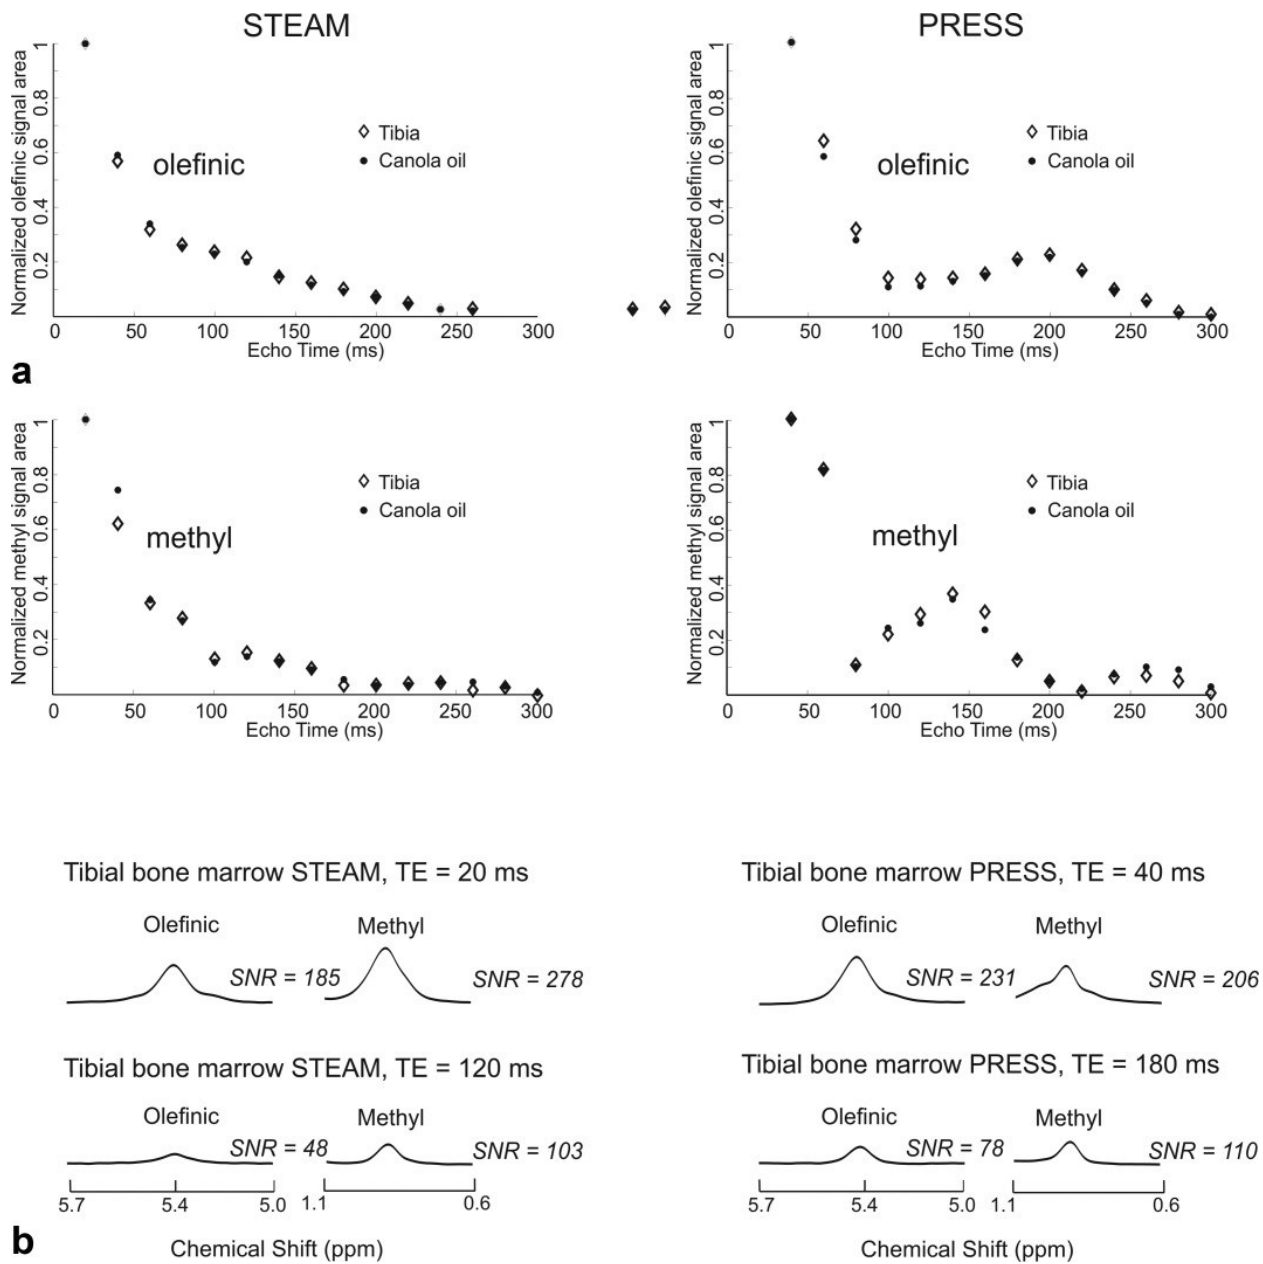 STEAM
PRESS
Normalized olefinic signal area
1
0.8
0.6
0.4
0.2
olefinic
Tibia
Canola oil
0 50 100 150 200 250 300
Echo Time (ms)
Normalized olefinic signal area
1
0.8
0.6
0.4
0.2
olefinic
Tibia
Canola oil
0 50 100 150 200 250 300
Echo Time (ms)
a
Normalized methyl signal area
1
0.8
0.6
0.4
0.2
methyl
Tibia
Canola oil
0 50 100 150 200 250 300
Echo Time (ms)
Normalized methyl signal area
1
0.8
0.6
0.4
0.2
methyl
Tibia
Canola oil
0 50 100 150 200 250 300
Echo Time (ms)
Tibial bone marrow STEAM, TE = 20 ms
Olefinic
Methyl
SNR = 185
SNR = 278
Tibial bone marrow PRESS, TE = 40 ms
Olefinic
Methyl
SNR = 231
SNR = 206
Tibial bone marrow STEAM, TE = 120 ms
Olefinic
Methyl
SNR = 48
SNR = 103
5.7 5.4 5.0 1.1 0.6
Chemical Shift (ppm)
Tibial bone marrow PRESS, TE = 180 ms
Olefinic
Methyl
SNR = 78
SNR = 110
5.7 5.4 5.0 1.1 0.6
Chemical Shift (ppm)
b